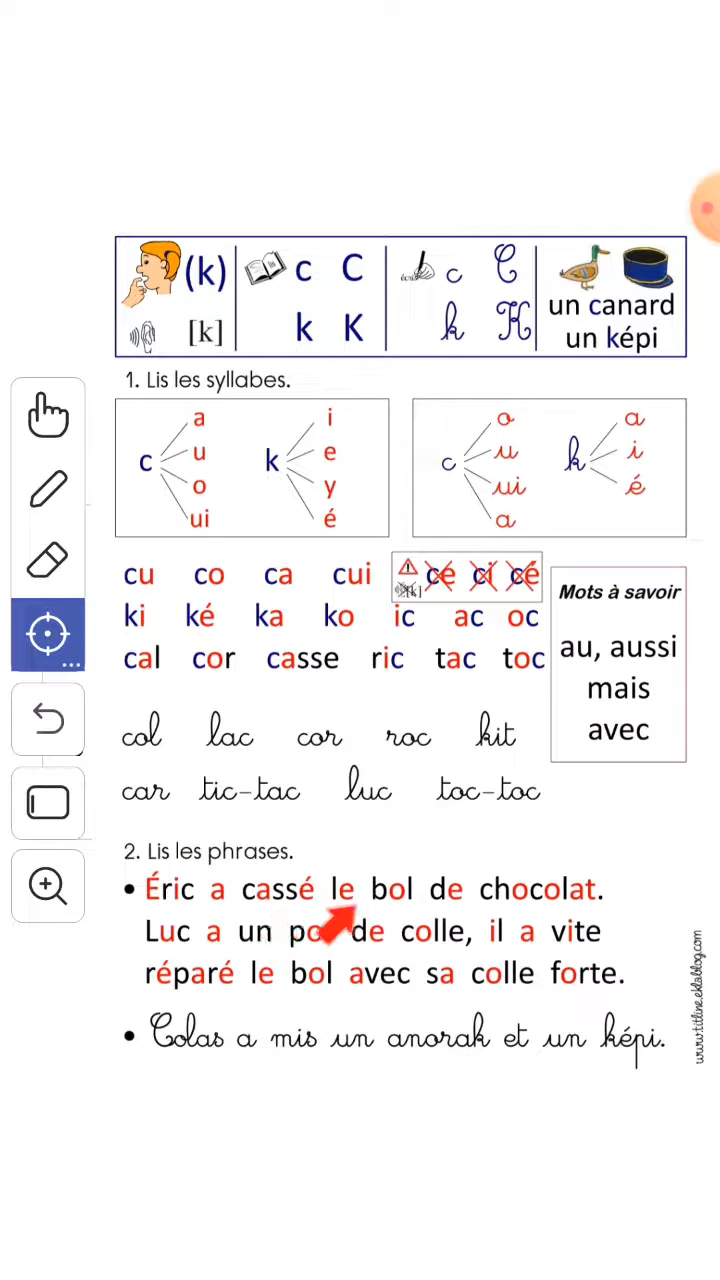 (k) c C c C
[k] k K k K
un canard
un képi
1. Lis les syllabes.
c a u o ui
k i e y é
c o u ui a
k a i é
cu co ca cui ce ci cé
[k]
ki ké ka ko ic ac oc
cal cor casse ric tac toc
Mots à savoir
au, aussi
mais
avec
col lac cor roc kit
car tic-tac luc toc-toc
2. Lis les phrases.
• Éric a cassé le bol de chocolat.
Luc a un de colle, il a vite
réparé le bol avec sa colle forte.
• Colas a mis un anorak et un képi.
www.titline.eklablog.com